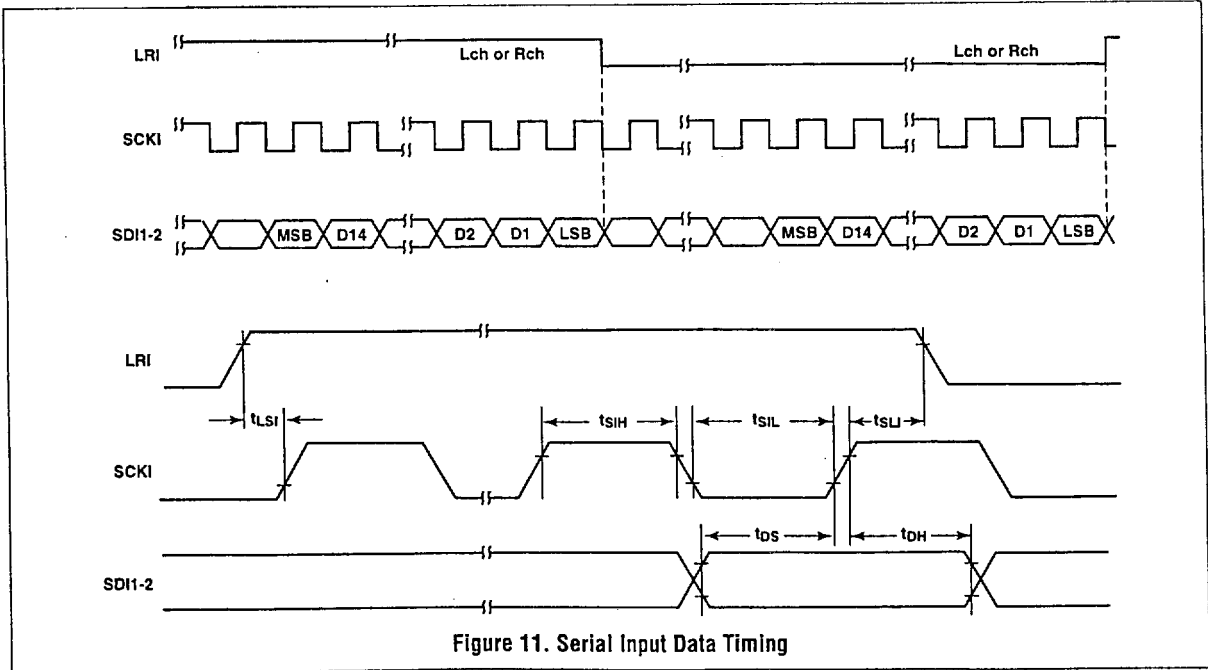 LRI
Lch or Rch
Lch or Rch
SCKI
SDI1-2
MSB
D14
D2
D1
LSB
MSB
D14
D2
D1
LSB
LRI
tLSI
tSIH
tSIL
tSLI
SCKI
tDS
tDH
SDI1-2
Figure 11. Serial Input Data Timing